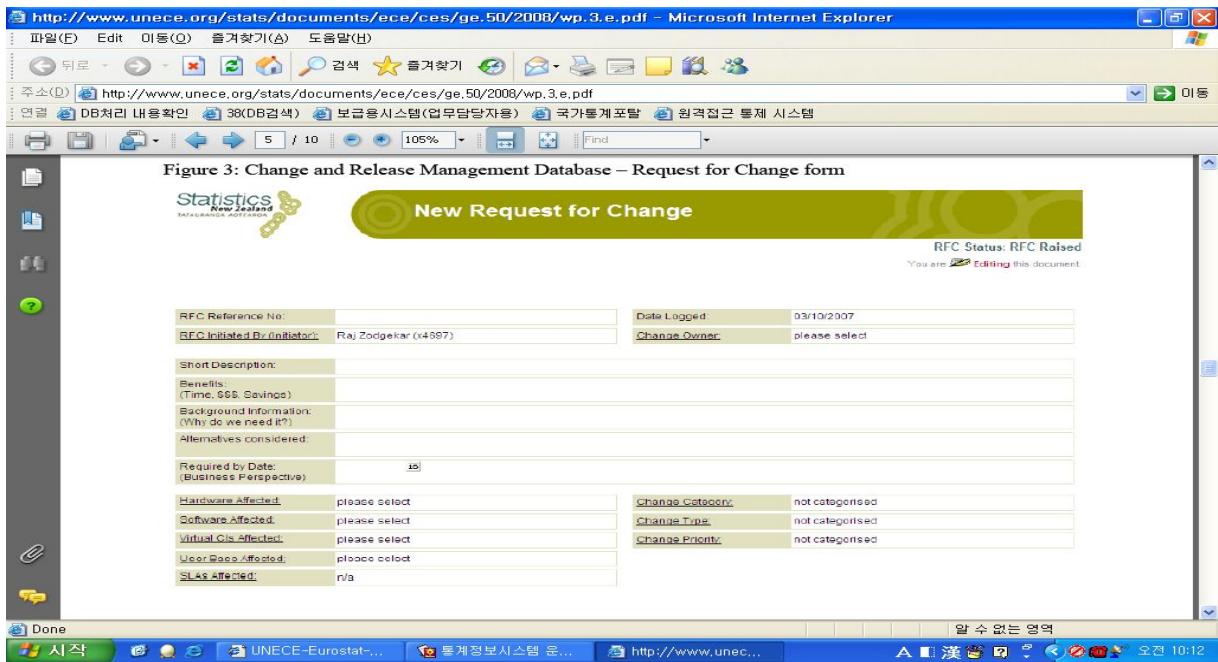 http://www.unece.org/stats/documents/ece/ces/ge.50/2008/wp.3.e.pdf - Microsoft Internet Explorer
파일(F) Edit 이동(O) 즐겨찾기(A) 도움말(H)
뒤로 검색 즐겨찾기
주소(D) http://www.unece.org/stats/documents/ece/ces/ge.50/2008/wp.3.e.pdf 이동
연결 DB처리 내용확인 38(DB검색) 보급용시스템(업무담당자용) 국가통계포탈 원격접근 통제 시스템
5 / 10 105% Find
Figure 3: Change and Release Management Database – Request for Change form
Statistics
New Zealand
TATAURANGA AOTEAROA
New Request for Change
RFC Status: RFC Raised
You are Editing this document
RFC Reference No: Date Logged: 03/10/2007
RFC Initiated By (Initiator): Raj Zodgekar (x4697) Change Owner: please select
Short Description:
Benefits:
(Time, $$$, Savings)
Background Information:
(Why do we need it?)
Alternatives considered:
Required by Date:
(Business Perspective)
Hardware Affected: please select Change Category: not categorised
Software Affected: please select Change Type: not categorised
Virtual CIs Affected: please select Change Priority: not categorised
User Base Affected: please select
SLAs Affected: n/a
Done 알 수 없는 영역
시작 UNECE-Eurostat-... 통계정보시스템 운... http://www.unec... A 漢 오전 10:12